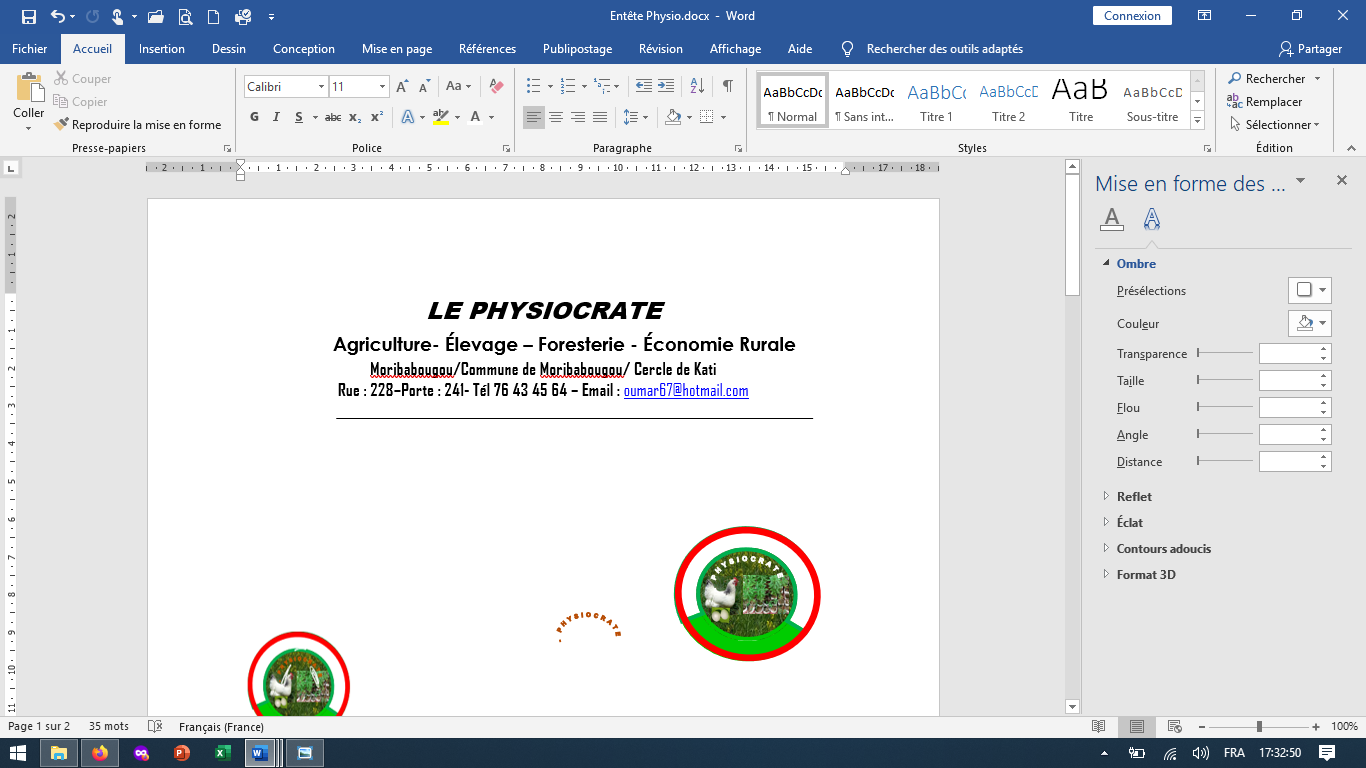 Entête Physio.docx - Word
Connexion
Fichier Accueil Insertion Dessin Conception Mise en page Références Publipostage Révision Affichage Aide Rechercher des outils adaptés Partager
Coller
Couper
Copier
Reproduire la mise en forme
Presse-papiers
Calibri 11
G I S abc x₂ x²
Police
Paragraphe
AaBbCcDc AaBbCcDc AaBbCc AaBbCcD AaB AaBbCcD
¶ Normal ¶ Sans int... Titre 1 Titre 2 Titre Sous-titre
Styles
Rechercher
Remplacer
Sélectionner
Édition
LE PHYSIOCRATE
Agriculture- Élevage – Foresterie - Économie Rurale
Moribabougou/Commune de Moribabougou/ Cercle de Kati
Rue : 228–Porte : 241- Tél 76 43 45 64 – Email : oumar67@hotmail.com
PHYSIOCRATE
PHYSIOCRATE
PHYSIOCRATE
Mise en forme des ...
Ombre
Présélections
Couleur
Transparence
Taille
Flou
Angle
Distance
Reflet
Éclat
Contours adoucis
Format 3D
Page 1 sur 2 35 mots Français (France) 100%
FRA 17:32:50